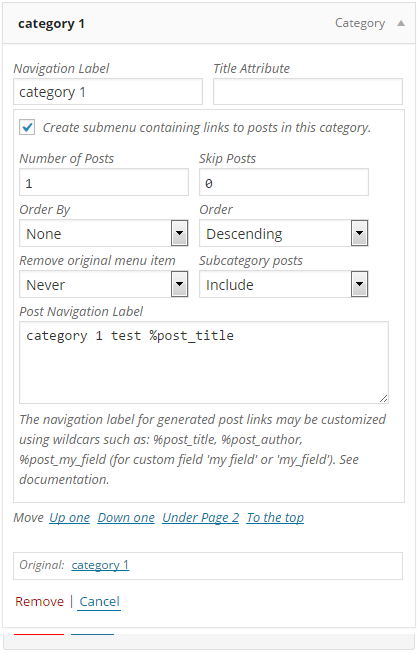 category 1 Category
Navigation Label Title Attribute
category 1
Create submenu containing links to posts in this category.
Number of Posts Skip Posts
1 0
Order By Order
None Descending
Remove original menu item Subcategory posts
Never Include
Post Navigation Label
category 1 test %post_title
The navigation label for generated post links may be customized
using wildcars such as: %post_title, %post_author,
%post_my_field (for custom field 'my field' or 'my_field'). See
documentation.
Move Up one Down one Under Page 2 To the top
Original: category 1
Remove | Cancel